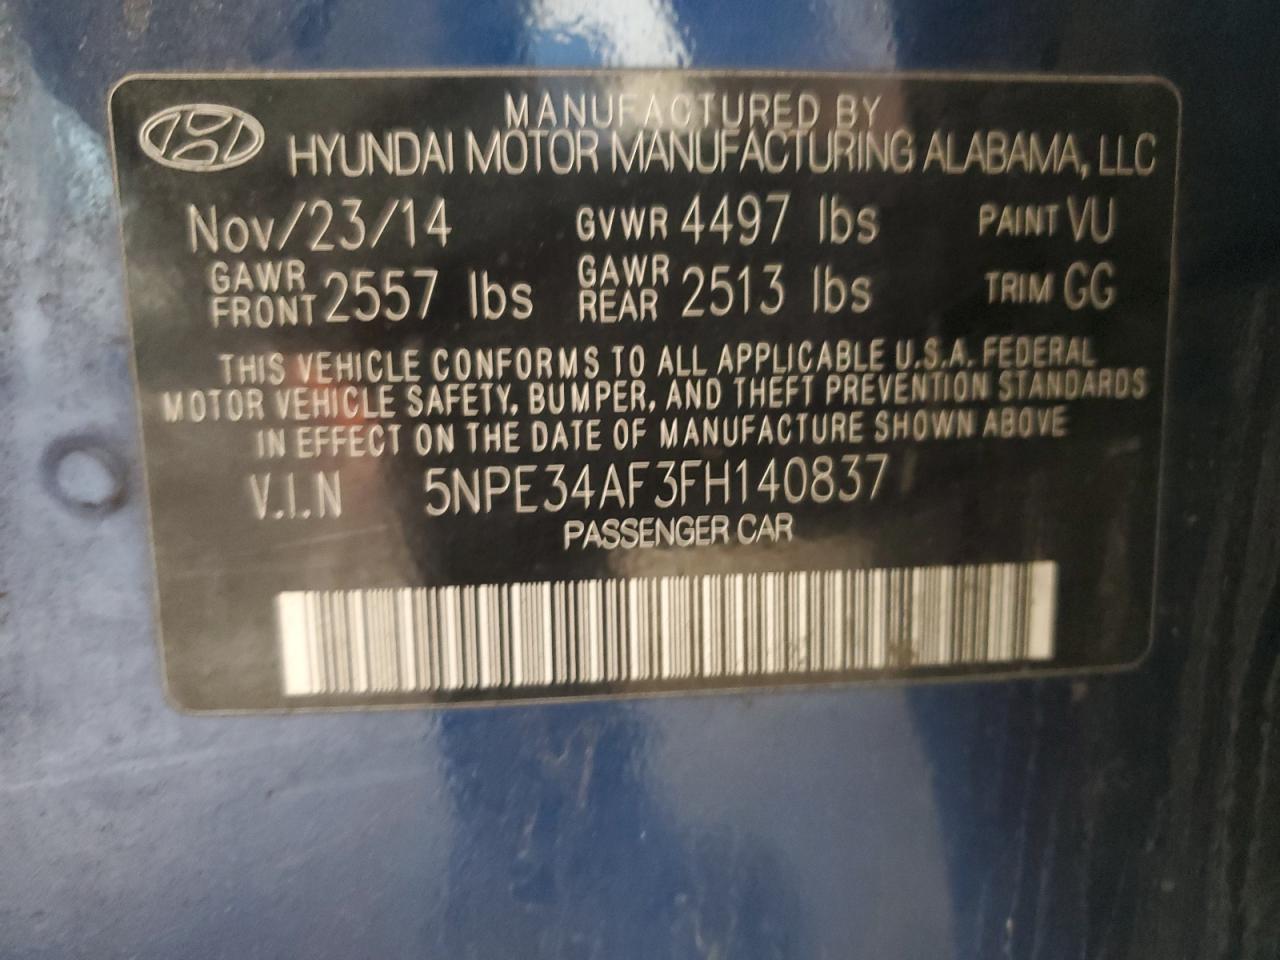 MANUFACTURED BY
HYUNDAI MOTOR MANUFACTURING ALABAMA, LLC
Nov/23/14 GVWR 4497 lbs PAINT VU
GAWR FRONT 2557 lbs GAWR REAR 2513 lbs TRIM GG
THIS VEHICLE CONFORMS TO ALL APPLICABLE U.S.A. FEDERAL
MOTOR VEHICLE SAFETY, BUMPER, AND THEFT PREVENTION STANDARDS
IN EFFECT ON THE DATE OF MANUFACTURE SHOWN ABOVE
V.I.N 5NPE34AF3FH140837
PASSENGER CAR